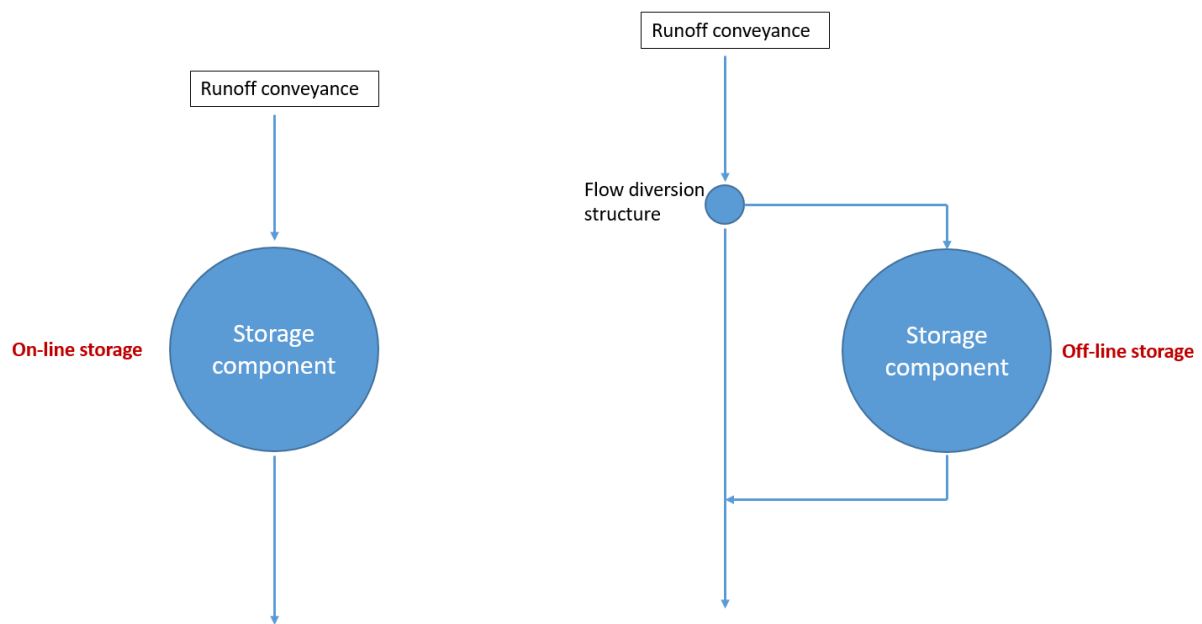 Runoff conveyance
Storage
component
On-line storage
Runoff conveyance
Flow diversion
structure
Storage
component
Off-line storage